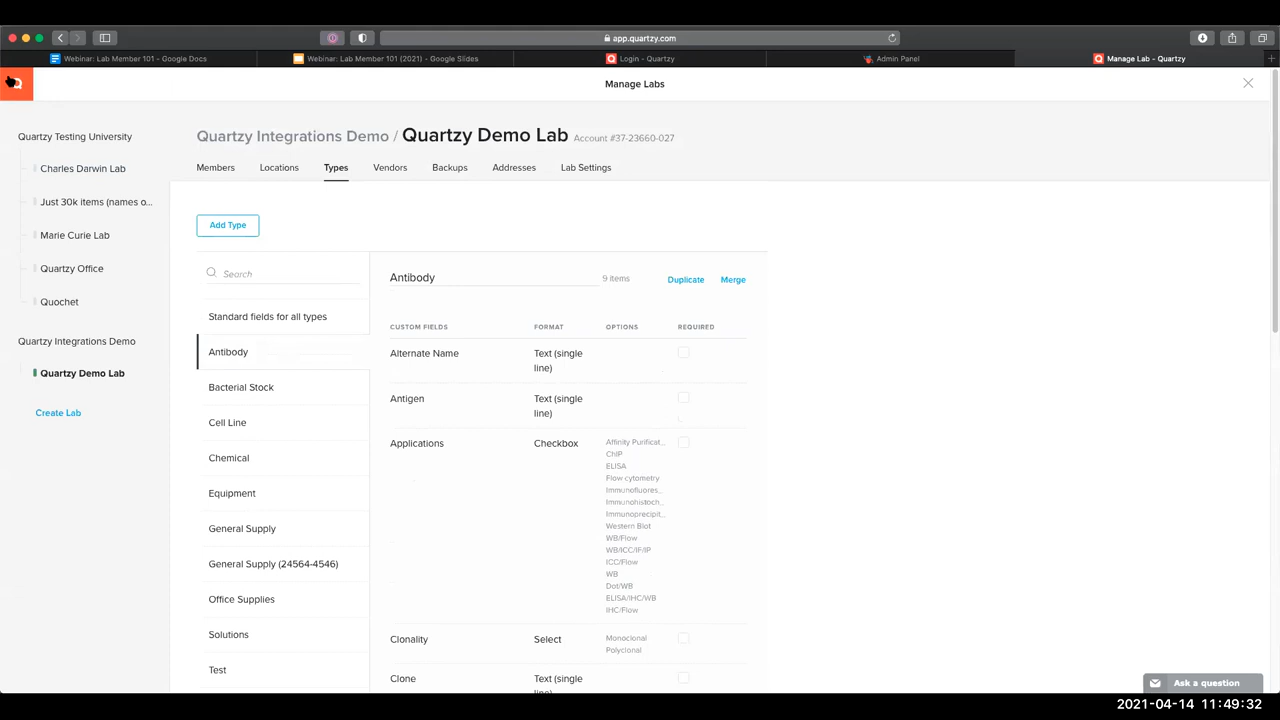 app.quartzy.com
Webinar: Lab Member 101 - Google Docs
Webinar: Lab Member 101 (2021) - Google Slides
Login - Quartzy
Admin Panel
Manage Lab - Quartzy
Manage Labs
Quartzy Testing University
Charles Darwin Lab
Just 30k items (names o...
Marie Curie Lab
Quartzy Office
Quochet
Quartzy Integrations Demo
Quartzy Demo Lab
Create Lab
Quartzy Integrations Demo / Quartzy Demo Lab Account #37-23660-027
Members Locations Types Vendors Backups Addresses Lab Settings
Add Type
Search
Standard fields for all types
Antibody
Bacterial Stock
Cell Line
Chemical
Equipment
General Supply
General Supply (24564-4546)
Office Supplies
Solutions
Test
Antibody 9 items Duplicate Merge
CUSTOM FIELDS FORMAT OPTIONS REQUIRED
Alternate Name Text (single
line)
Antigen Text (single
line)
Applications Checkbox Affinity Purificat...
ChIP
ELISA
Flow cytometry
Immunofluores...
Immunohistoch...
Immunoprecipit...
Western Blot
WB/Flow
WB/ICC/IF/IP
ICC/Flow
WB
Dot/WB
ELISA/IHC/WB
IHC/Flow
Clonality Select Monoclonal
Polyclonal
Clone Text (single
line)
Ask a question
2021-04-14 11:49:32